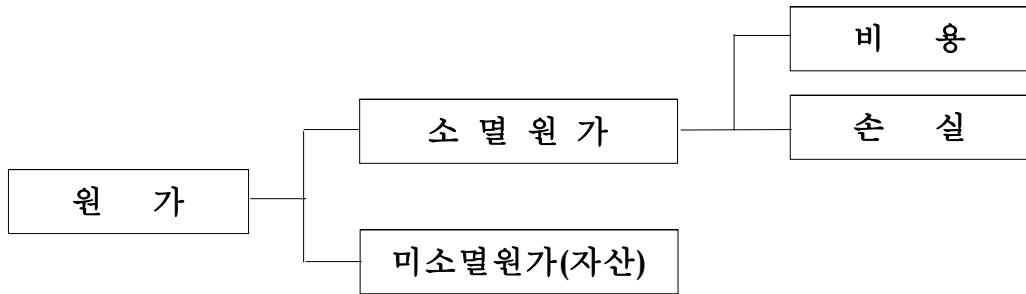 비 용
소 멸 원 가
손 실
원 가
미소멸원가(자산)